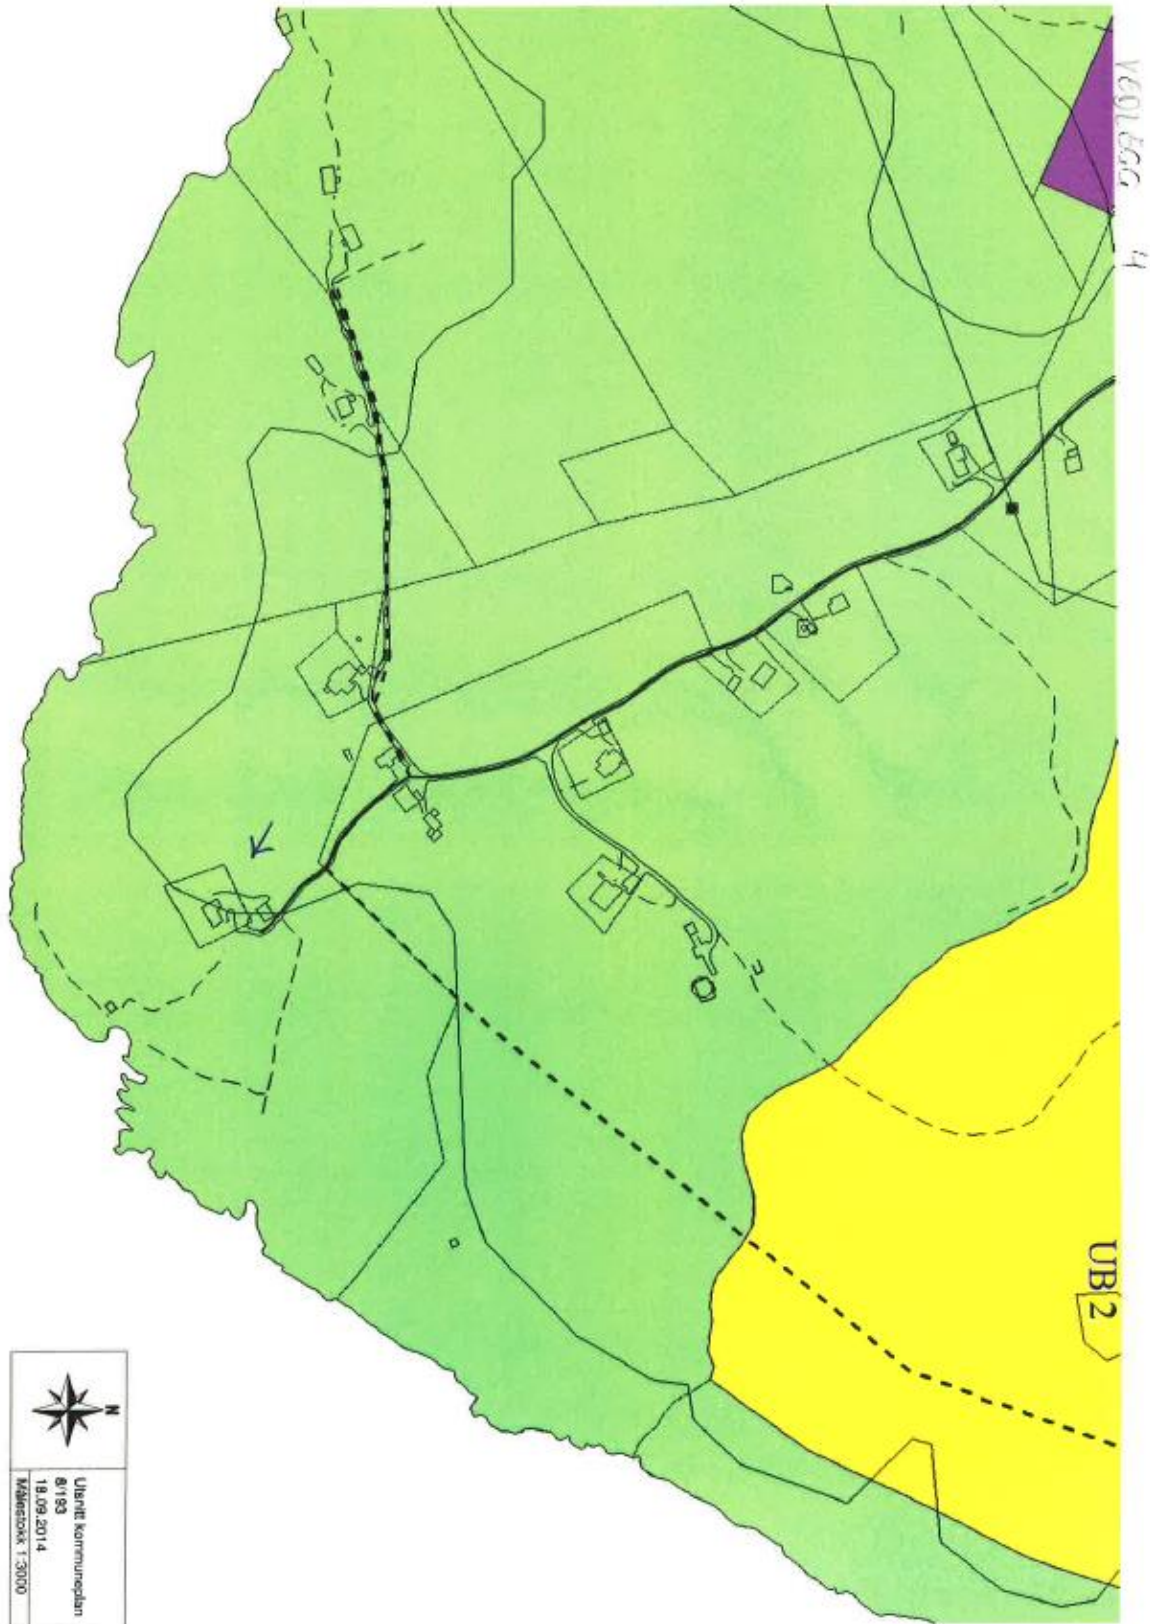 VEDLEGG 4
UB 2
N
Utsnitt kommuneplan
8/193
18.09.2014
Målestokk 1:3000